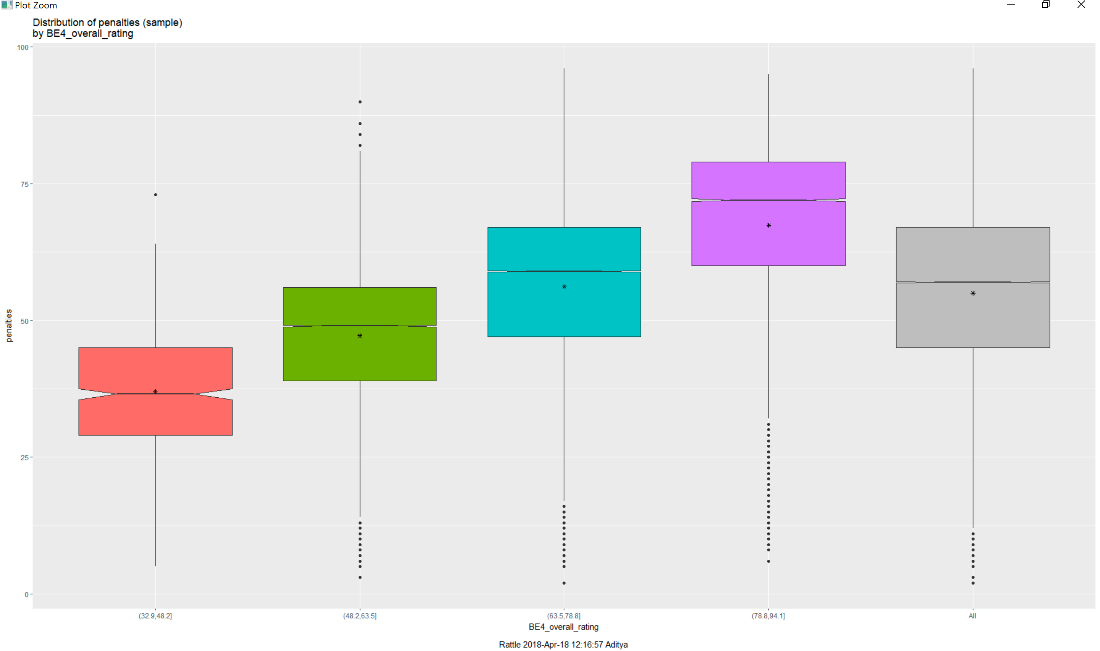 Plot Zoom
Distribution of penalties (sample)
by BE4_overall_rating
100
75
50
25
0
penalties
(32.9,48.2]
(48.2,63.5]
(63.5,78.8]
(78.8,94.1]
All
BE4_overall_rating
Rattle 2018-Apr-18 12:16:57 Aditya